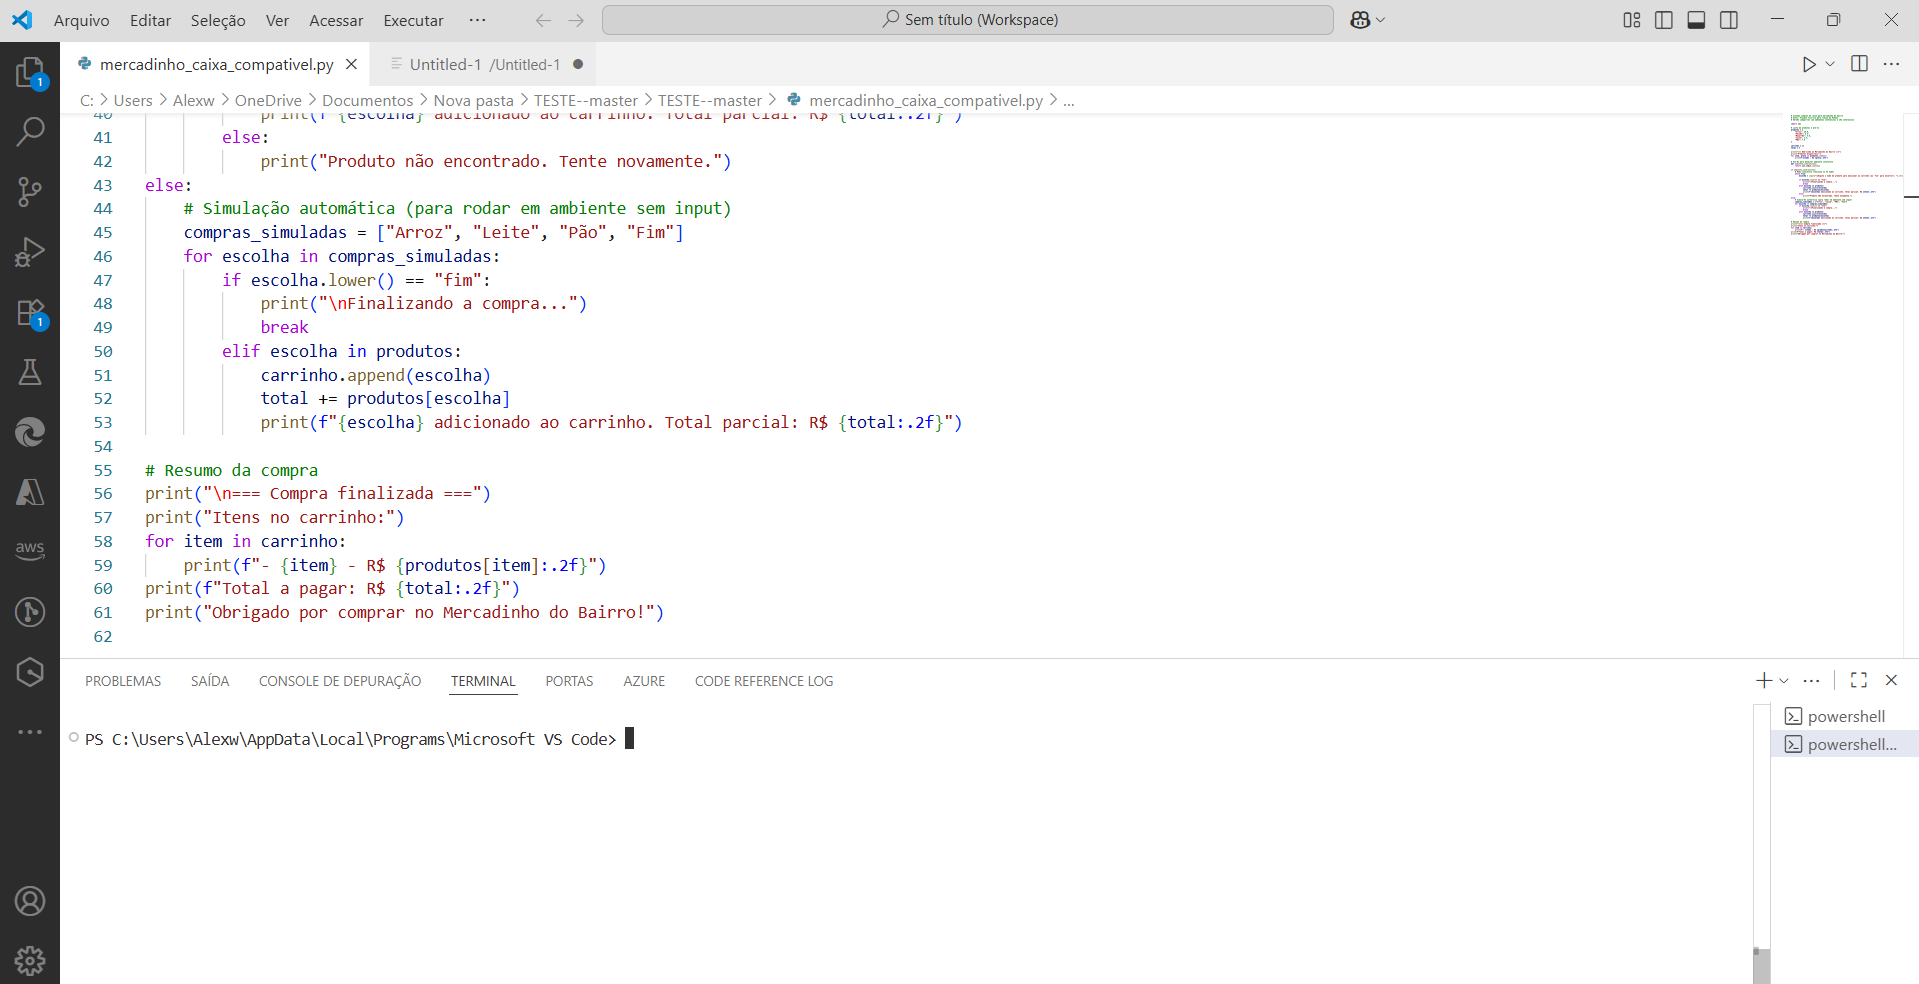 Arquivo Editar Seleção Ver Acessar Executar ··· Sem título (Workspace)
mercadinho_caixa_compativel.py Untitled-1 /Untitled-1
C: > Users > Alexw > OneDrive > Documentos > Nova pasta > TESTE--master > TESTE--master > mercadinho_caixa_compativel.py > ...
40 print(f"{escolha} adicionado ao carrinho. Total parcial: R$ {total:.2f}")
41 else:
42 print("Produto não encontrado. Tente novamente.")
43 else:
44 # Simulação automática (para rodar em ambiente sem input)
45 compras_simuladas = ["Arroz", "Leite", "Pão", "Fim"]
46 for escolha in compras_simuladas:
47 if escolha.lower() == "fim":
48 print("\nFinalizando a compra...")
49 break
50 elif escolha in produtos:
51 carrinho.append(escolha)
52 total += produtos[escolha]
53 print(f"{escolha} adicionado ao carrinho. Total parcial: R$ {total:.2f}")
54
55 # Resumo da compra
56 print("\n=== Compra finalizada ===")
57 print("Itens no carrinho:")
58 for item in carrinho:
59 print(f"- {item} - R$ {produtos[item]:.2f}")
60 print(f"Total a pagar: R$ {total:.2f}")
61 print("Obrigado por comprar no Mercadinho do Bairro!")
62
1
1
aws
PROBLEMAS SAÍDA CONSOLE DE DEPURAÇÃO TERMINAL PORTAS AZURE CODE REFERENCE LOG
PS C:\Users\Alexw\AppData\Local\Programs\Microsoft VS Code>
powershell
powershell...